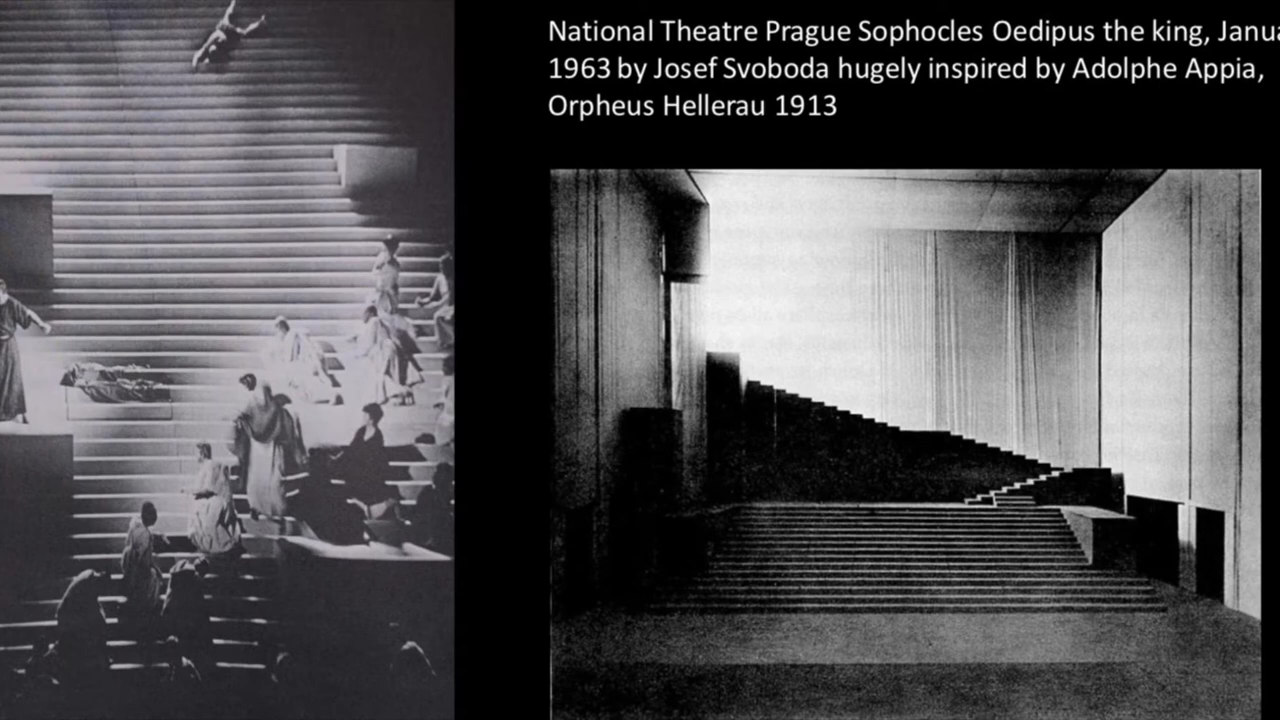 National Theatre Prague Sophocles Oedipus the king,
1963 by Josef Svoboda hugely inspired by Adolphe Appia,
Orpheus Hellerau 1913